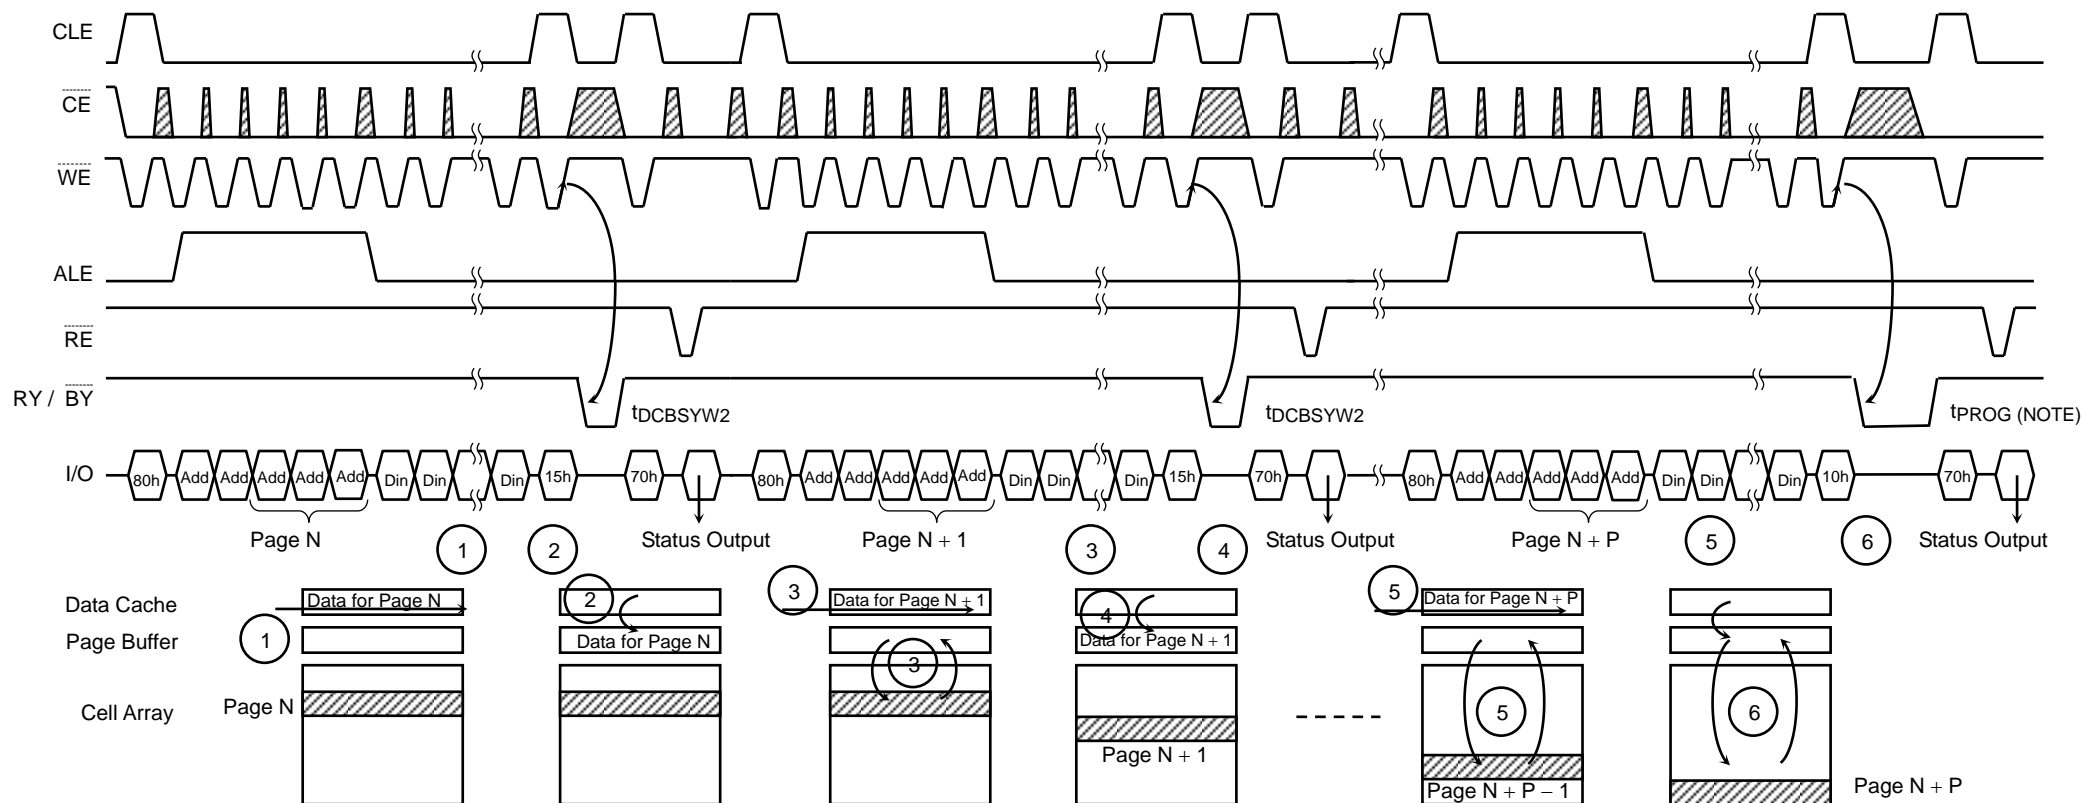 CLE
CE
WE
ALE
RE
RY / BY
tDCBSYW2
tDCBSYW2
tPROG (NOTE)
I/O
80h Add Add Add Add Add Din Din Din 15h 70h 80h Add Add Add Add Add Din Din Din 15h 70h 80h Add Add Add Add Add Din Din Din 10h 70h
Page N
1
2
Status Output
Page N + 1
3
4
Status Output
Page N + P
5
6
Status Output
Data Cache
Data for Page N
2
3
Data for Page N + 1
4
5
Data for Page N + P
Page Buffer
1
Data for Page N
Data for Page N + 1
3
Cell Array
Page N
5
6
Page N + 1
Page N + P − 1
Page N + P